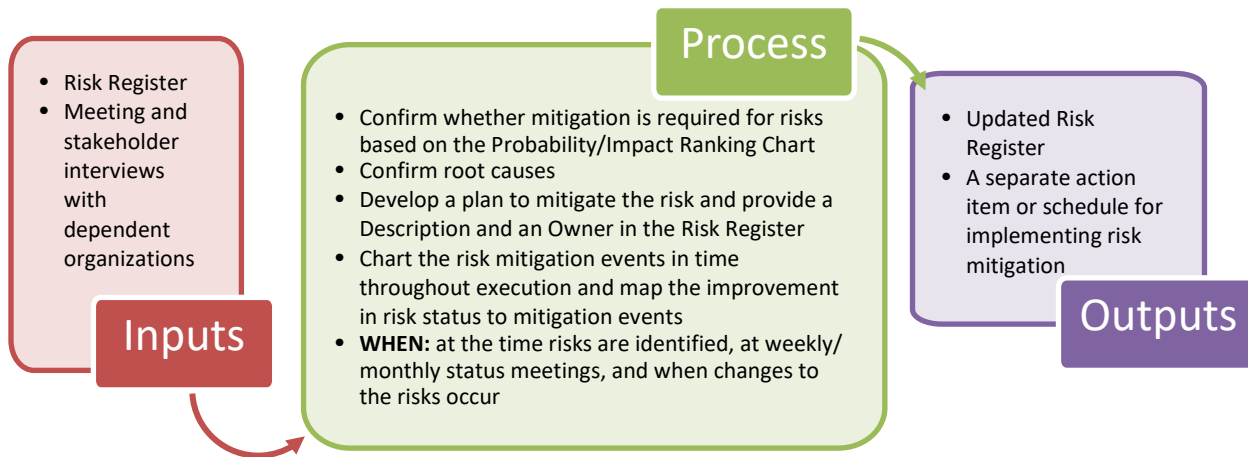 • Risk Register
• Meeting and
stakeholder
interviews
with
dependent
organizations
Inputs
Process
• Confirm whether mitigation is required for risks
based on the Probability/Impact Ranking Chart
• Confirm root causes
• Develop a plan to mitigate the risk and provide a
Description and an Owner in the Risk Register
• Chart the risk mitigation events in time
throughout execution and map the improvement
in risk status to mitigation events
• WHEN: at the time risks are identified, at weekly/
monthly status meetings, and when changes to
the risks occur
• Updated Risk
Register
• A separate action
item or schedule for
implementing risk
mitigation
Outputs